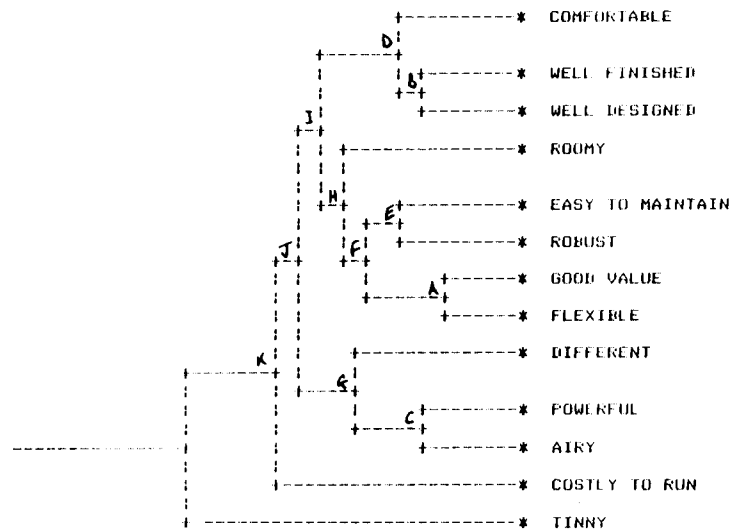 * COMFORTABLE
D
B * WELL FINISHED
* WELL DESIGNED
I
* ROOMY
H E * EASY TO MAINTAIN
* ROBUST
J F
A * GOOD VALUE
* FLEXIBLE
* DIFFERENT
K
G
C * POWERFUL
* AIRY
* COSTLY TO RUN
* TINNY